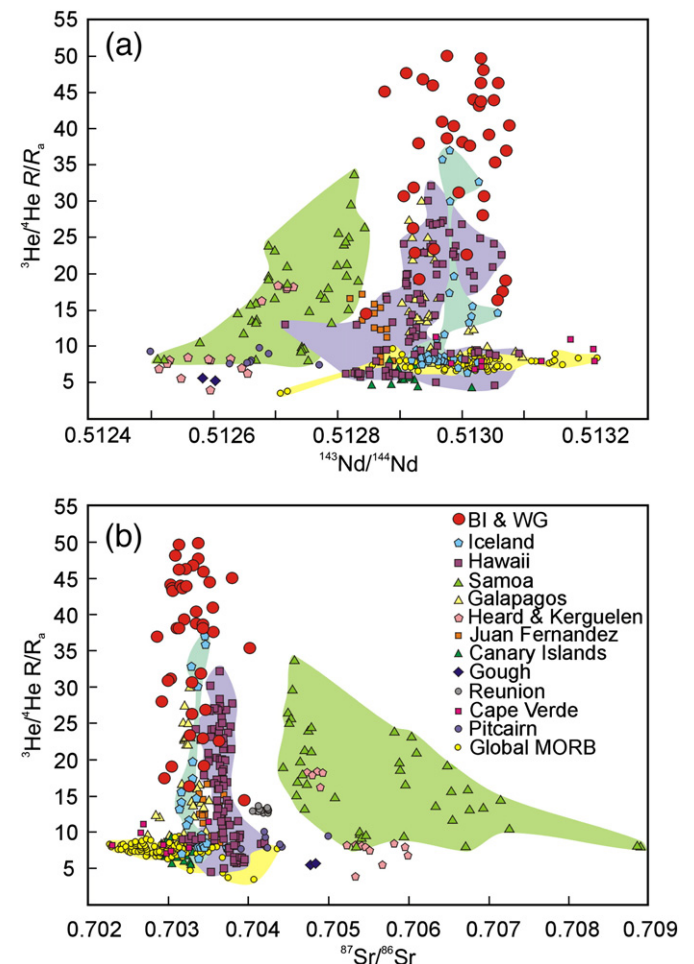 (a)
55
50
45
40
35
30
25
20
15
10
5
³He/⁴He R/Rₐ
0.5124 0.5126 0.5128 0.5130 0.5132
¹⁴³Nd/¹⁴⁴Nd
(b)
55
50
45
40
35
30
25
20
15
10
5
³He/⁴He R/Rₐ
BI & WG
Iceland
Hawaii
Samoa
Galapagos
Heard & Kerguelen
Juan Fernandez
Canary Islands
Gough
Reunion
Cape Verde
Pitcairn
Global MORB
0.702 0.703 0.704 0.705 0.706 0.707 0.708 0.709
⁸⁷Sr/⁸⁶Sr